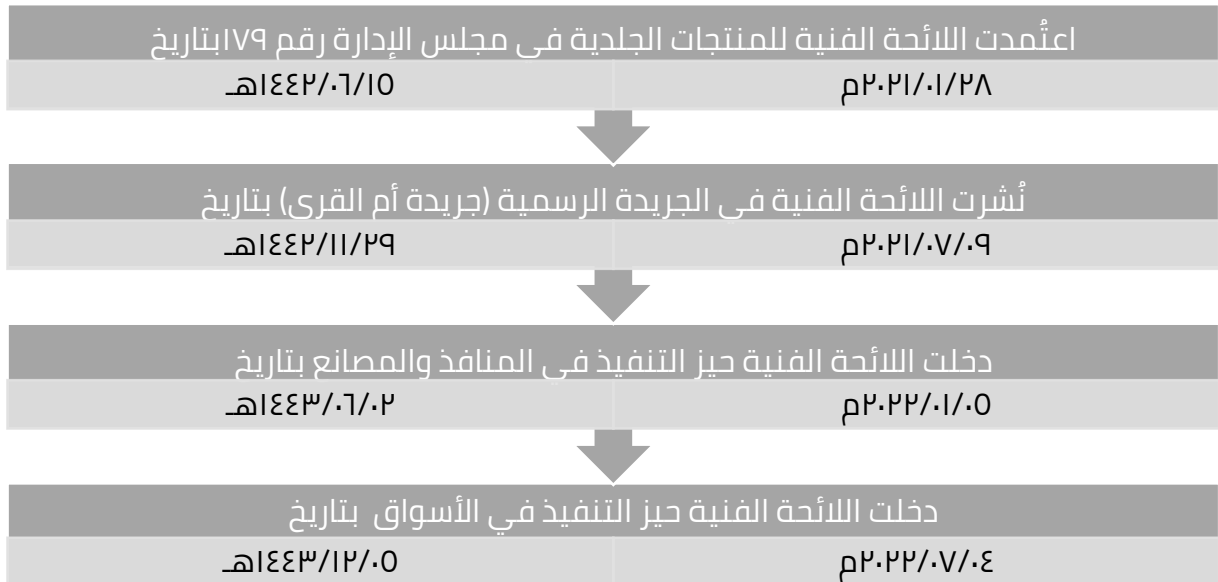 اعتُمدت اللائحة الفنية للمنتجات الجلدية في مجلس الإدارة رقم ١٧٩بتاريخ
٢٠٢١/٠١/٢٨م ١٤٤٢/٠٦/١٥هـ
نُشرت اللائحة الفنية في الجريدة الرسمية (جريدة أم القرى) بتاريخ
٢٠٢١/٠٧/٠٩م ١٤٤٢/١١/٢٩هـ
دخلت اللائحة الفنية حيز التنفيذ في المنافذ والمصانع بتاريخ
٢٠٢٢/٠١/٠٥م ١٤٤٣/٠٦/٠٢هـ
دخلت اللائحة الفنية حيز التنفيذ في الأسواق بتاريخ
٢٠٢٢/٠٧/٠٤م ١٤٤٣/١٢/٠٥هـ